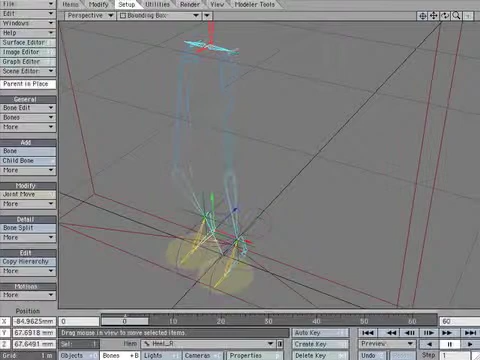 File
Edit
Windows
Help
Surface Editor
Image Editor
Graph Editor
Scene Editor
Parent in Place
General
Bone Edit
Bones
More
Add
Bone
Child Bone
More
Modify
Joint Move
More
Detail
Bone Split
More
Edit
Copy Hierarchy
More
Motions
More
Items Modify Setup Utilities Render View Modeler Tools
Perspective Bounding Box
Position
X -84.9625mm
Y 67.6918 mm
Z 67.6491mm
Grid 1 m
0 0 10 20 30 40 50 60 60
Drag mouse in view to move selected items.
Sel: 1 Item Heel_R
Objects +O Bones +B Lights +L Cameras +C Properties
Auto Key
Create Key
Delete Key
Preview
Undo Step 1